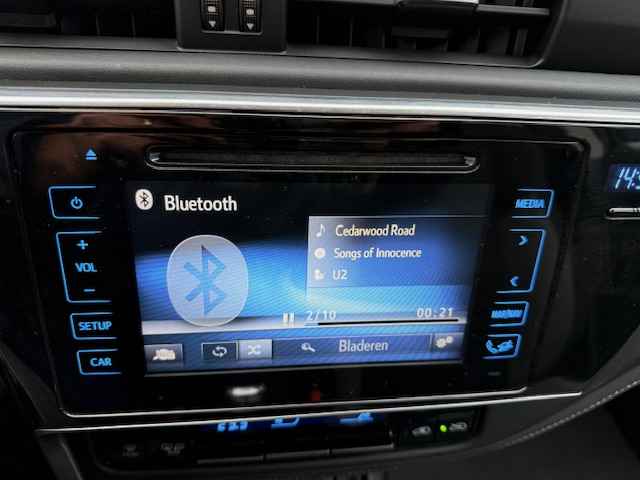 Bluetooth
MEDIA
Cedarwood Road
+
VOL
-
Songs of Innocence
U2
2/10 00:21
SETUP
MAP/NAV
Bladeren
CAR